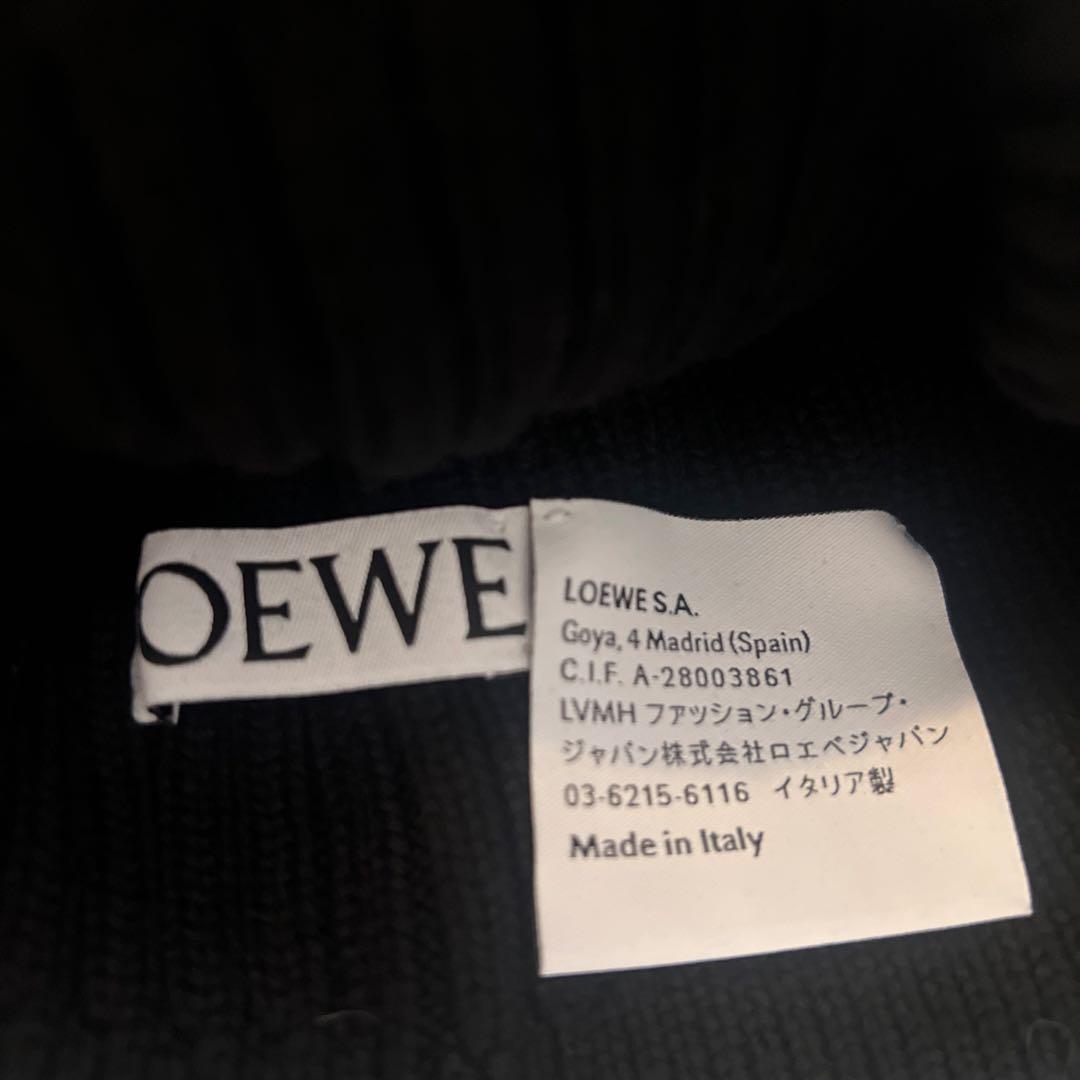 LOEWE
LOEWE S.A.
Goya, 4 Madrid (Spain)
C.I.F. A-28003861
LVMH ファッション・グループ・
ジャパン株式会社ロエベジャパン
03-6215-6116 イタリア製
Made in Italy